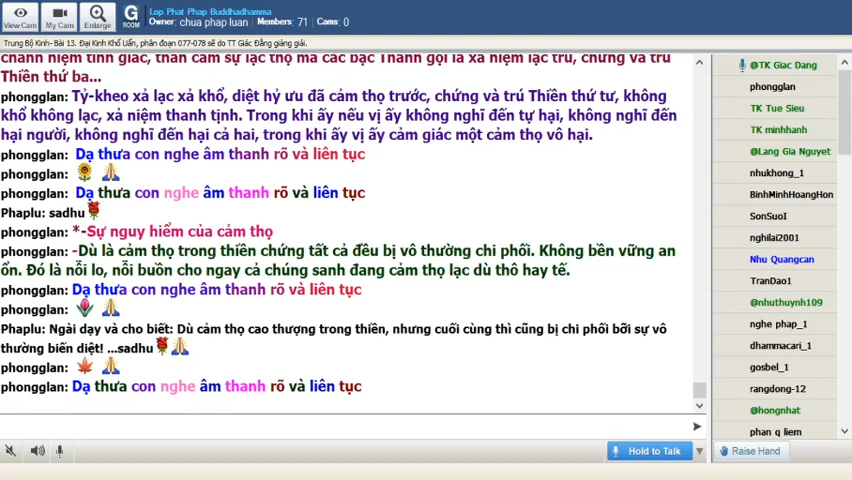 View Cam
My Cam
Enlarge
G
ROOM
Lop Phat Phap Buddhadhamma
Owner: chua phap luan Members: 71 Cams: 0
Trung Bộ Kinh- Bài 13. Đại Kinh Khổ Uẩn, phân đoạn 077-078 sẽ do TT Giác Đẳng giảng giải.
chánh niệm tỉnh giác, thân cảm sự lạc thọ mà các bậc Thánh gọi là xả niệm lạc trú, chứng và trú
Thiền thứ ba...
phongglan: Tỷ-kheo xả lạc xả khổ, diệt hỷ ưu đã cảm thọ trước, chứng và trú Thiền thứ tư, không
khổ không lạc, xả niệm thanh tịnh. Trong khi ấy nếu vị ấy không nghĩ đến tự hại, không nghĩ đến
hại người, không nghĩ đến hại cả hai, trong khi ấy vị ấy cảm giác một cảm thọ vô hại.
phongglan: Dạ thưa con nghe âm thanh rõ và liên tục
phongglan:
phongglan: Dạ thưa con nghe âm thanh rõ và liên tục
Phaplu: sadhu
phongglan: *-Sự nguy hiểm của cảm thọ
phongglan: -Dù là cảm thọ trong thiền chứng tất cả đều bị vô thường chi phối. Không bền vững an
ổn. Đó là nỗi lo, nỗi buồn cho ngay cả chúng sanh đang cảm thọ lạc dù thô hay tế.
phongglan: Dạ thưa con nghe âm thanh rõ và liên tục
phongglan:
Phaplu: Ngài dạy và cho biết: Dù cảm thọ cao thượng trong thiền, nhưng cuối cùng thì cũng bị chi phối bỡi sự vô
thường biến diệt! ...sadhu
phongglan:
phongglan: Dạ thưa con nghe âm thanh rõ và liên tục
@TK Giac Dang
phongglan
TK Tue Sieu
TK minhhanh
@Lang Gia Nguyet
nhukhong_1
BinhMinhHoangHon
SonSuoI
nghilai2001
Nhu Quangcan
TranDao1
@nhuthuynh109
nghe phap_1
dhammacari_1
gosbel_1
rangdong-12
@hongnhat
phan q liem
Hold to Talk
Raise Hand